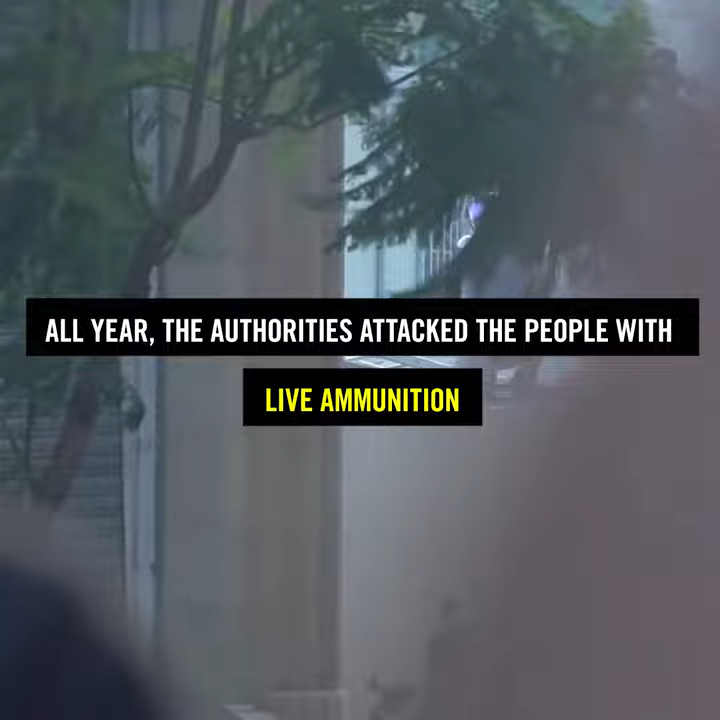 ALL YEAR, THE AUTHORITIES ATTACKED THE PEOPLE WITH
LIVE AMMUNITION